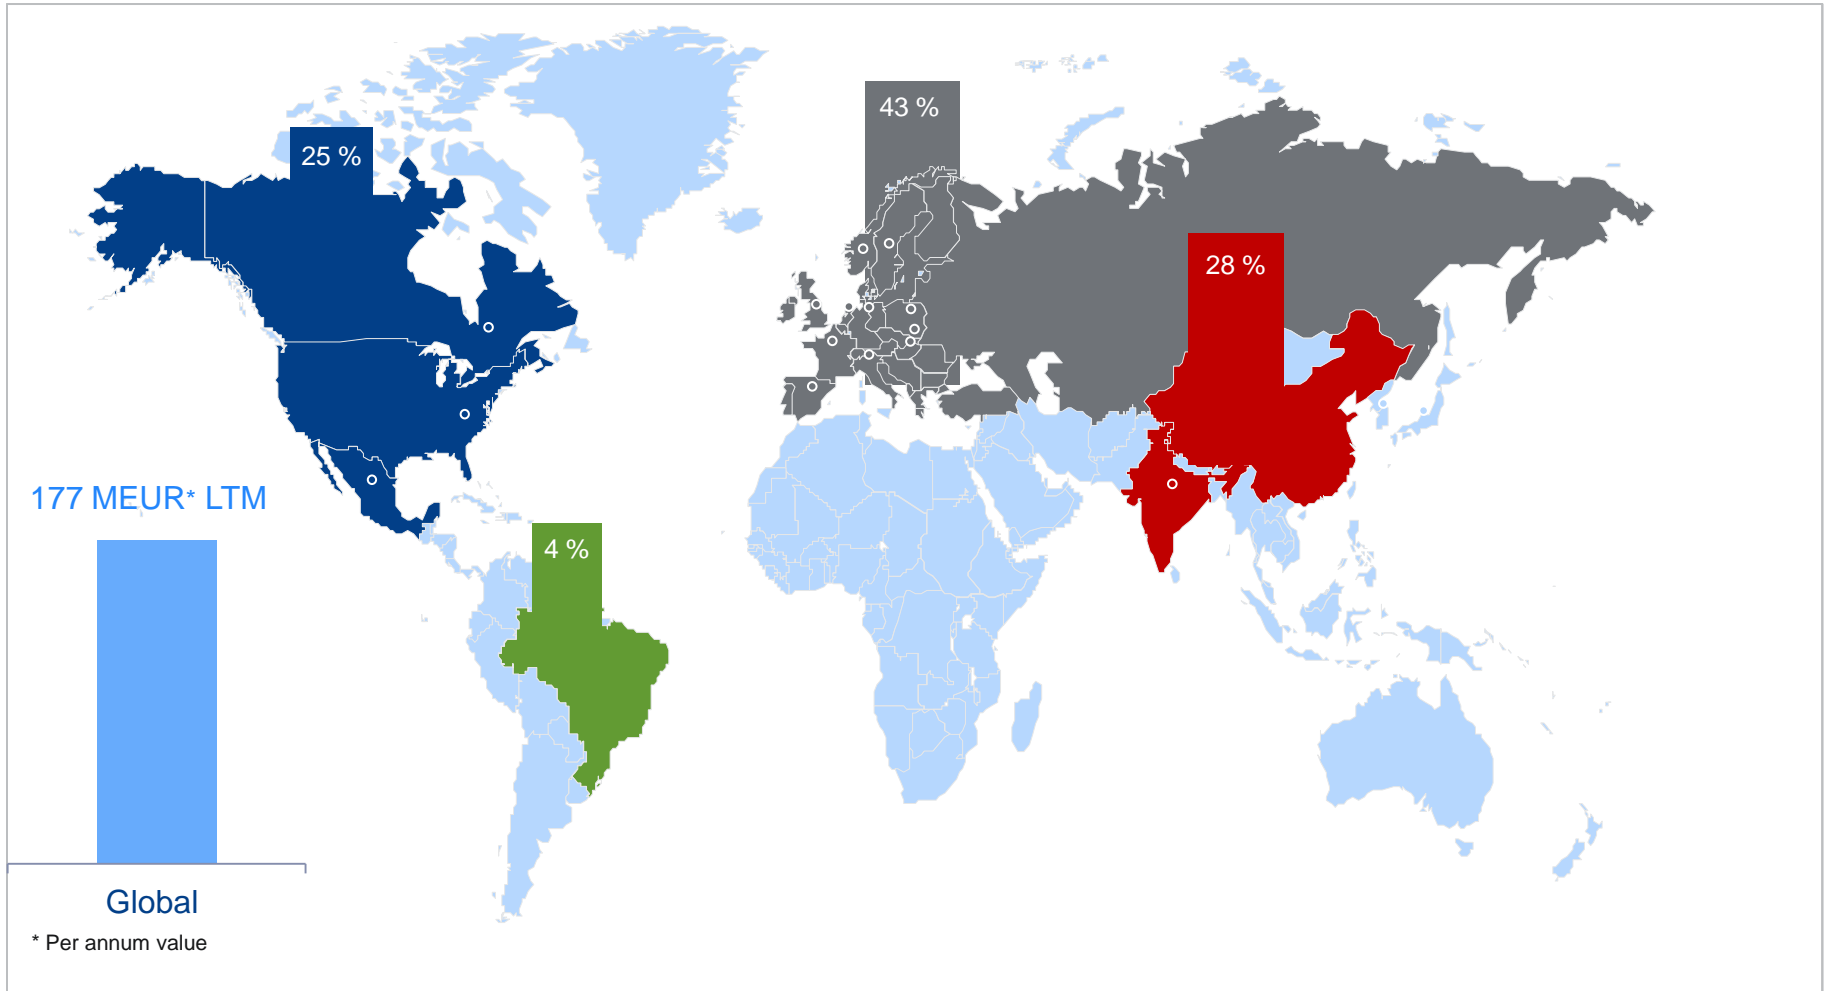 43 %
25 %
28 %
177 MEUR* LTM
4 %
Global
* Per annum value